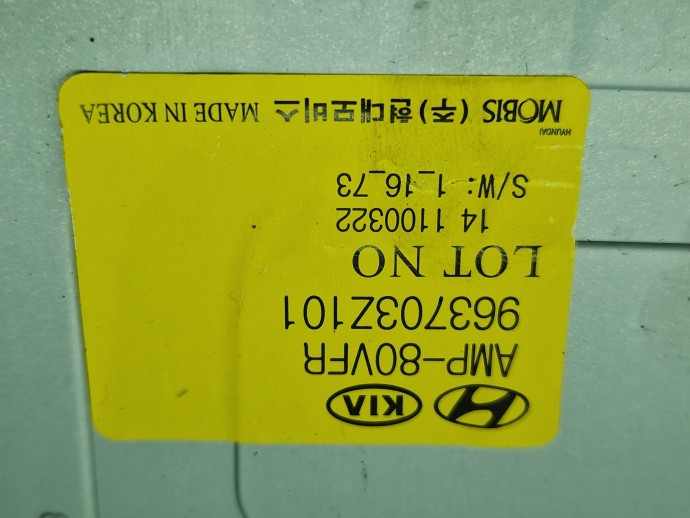 KIA
AMP-80VFR
963703Z101
LOT NO
14 1100322
S/W: 1_16_73
HYUNDAI
MOBIS (주)현대모비스 MADE IN KOREA